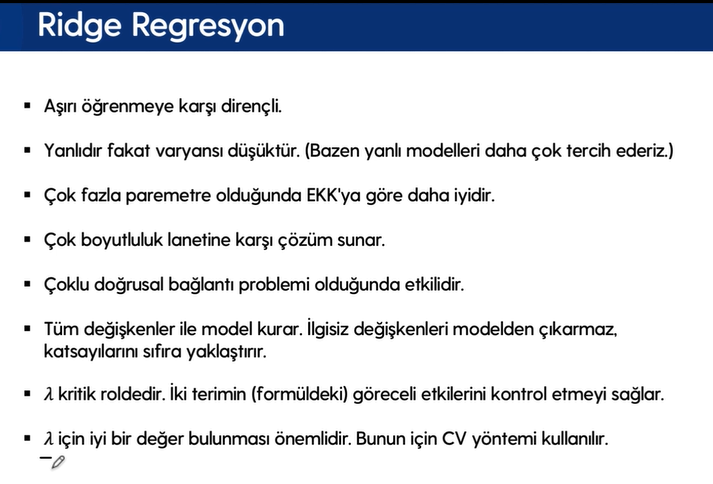 Ridge Regresyon
▪ Aşırı öğrenmeye karşı dirençli.
▪ Yanlıdır fakat varyansı düşüktür. (Bazen yanlı modelleri daha çok tercih ederiz.)
▪ Çok fazla paremetre olduğunda EKK'ya göre daha iyidir.
▪ Çok boyutluluk lanetine karşı çözüm sunar.
▪ Çoklu doğrusal bağlantı problemi olduğunda etkilidir.
▪ Tüm değişkenler ile model kurar. İlgisiz değişkenleri modelden çıkarmaz,
katsayılarını sıfıra yaklaştırır.
▪ λ kritik roldedir. İki terimin (formüldeki) göreceli etkilerini kontrol etmeyi sağlar.
▪ λ için iyi bir değer bulunması önemlidir. Bunun için CV yöntemi kullanılır.